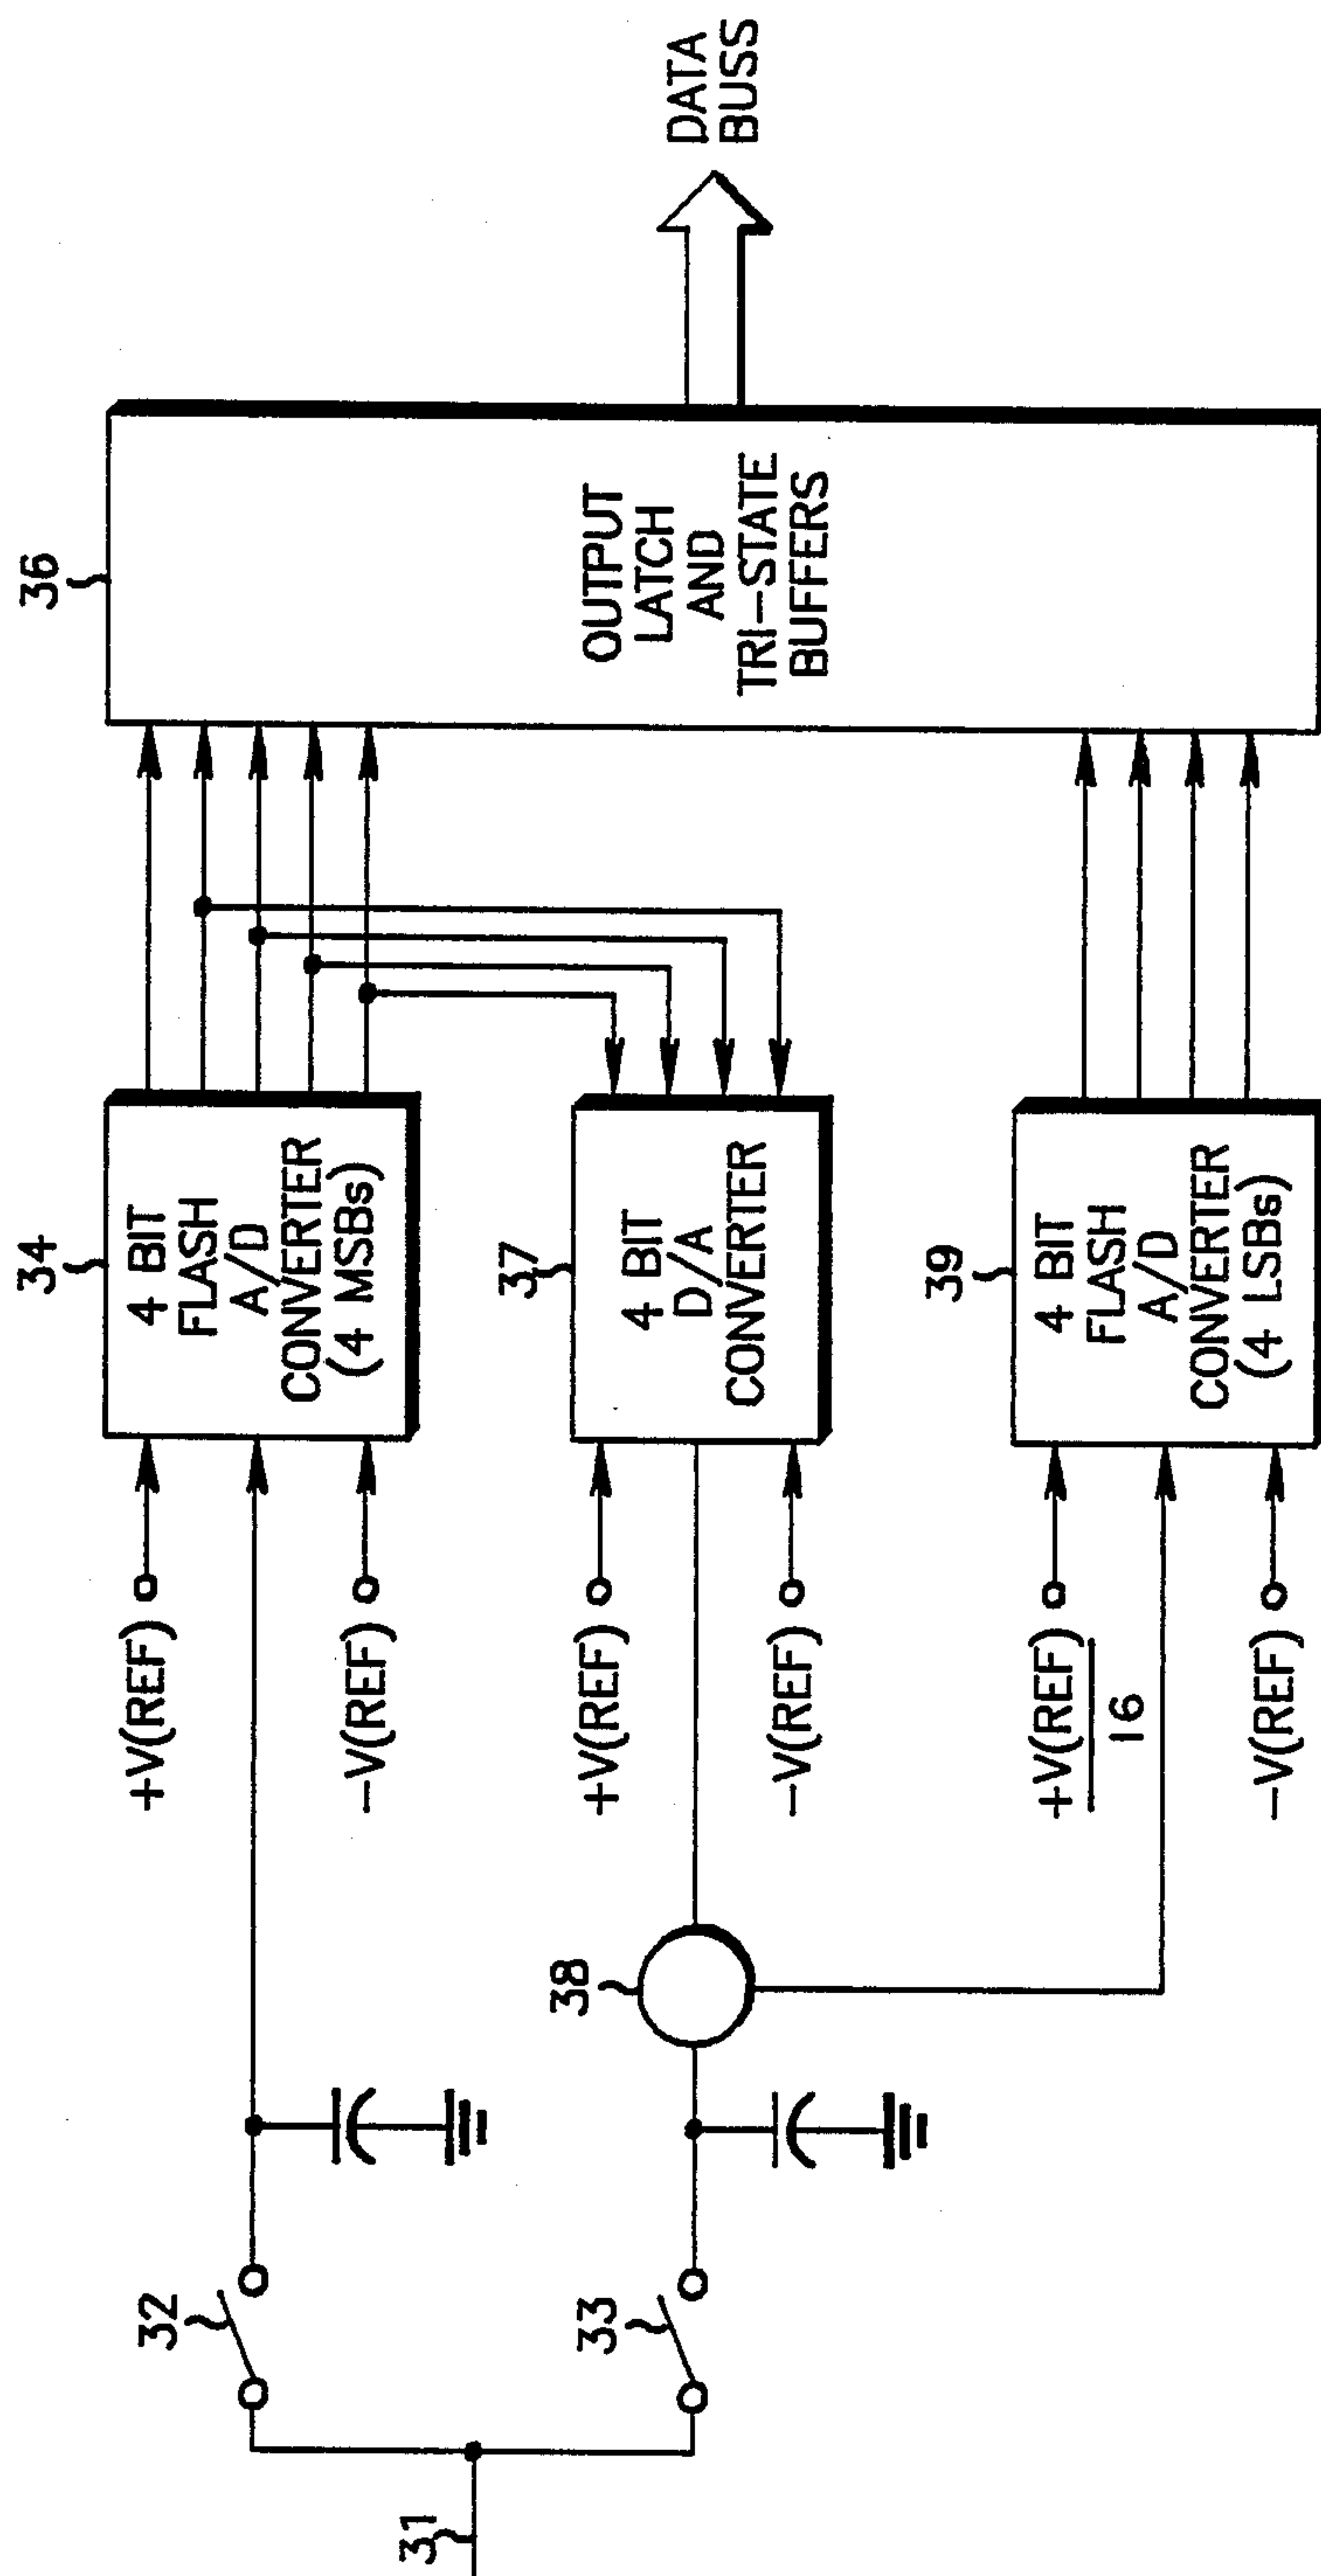 31
32
33
+V(REF)
-V(REF)
34
4 BIT
FLASH
A/D
CONVERTER
(4 MSBs)
36
OUTPUT
LATCH
AND
TRI-STATE
BUFFERS
DATA
BUSS
38
+V(REF)
-V(REF)
37
4 BIT
D/A
CONVERTER
+V(REF)
16
-V(REF)
39
4 BIT
FLASH
A/D
CONVERTER
(4 LSBs)